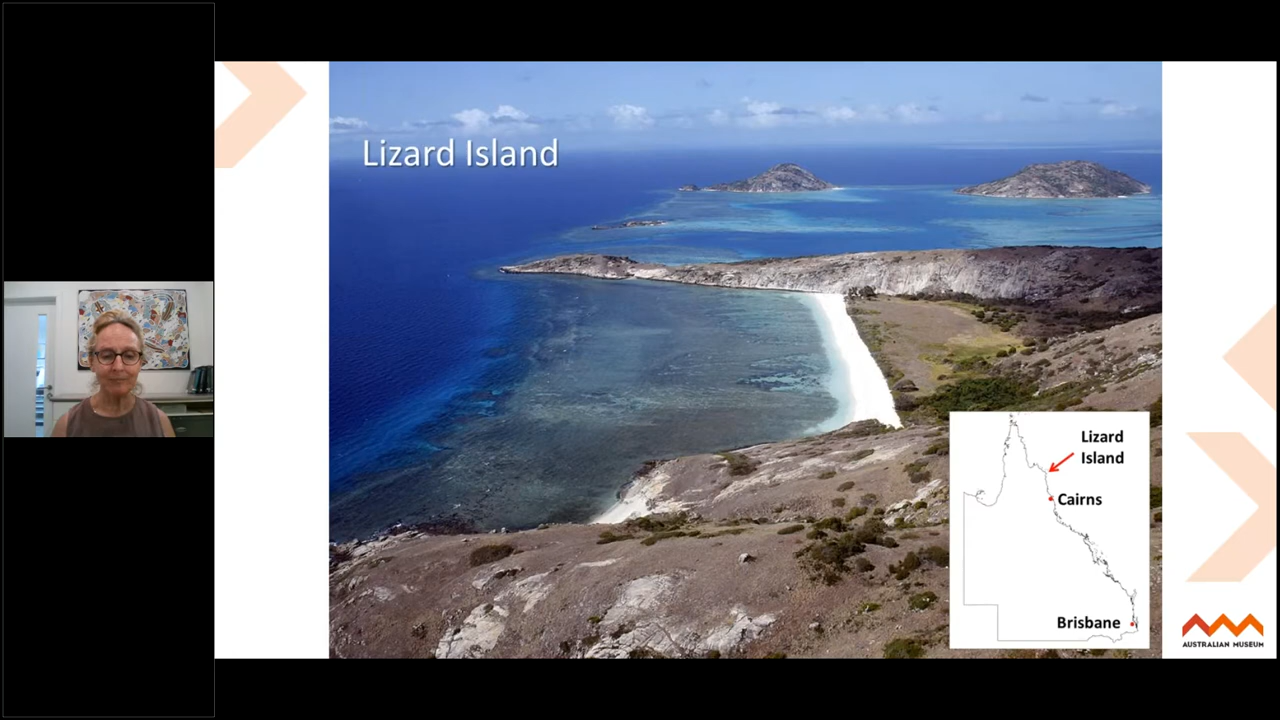 Lizard Island
Lizard
Island
Cairns
Brisbane
AUSTRALIAN MUSEUM